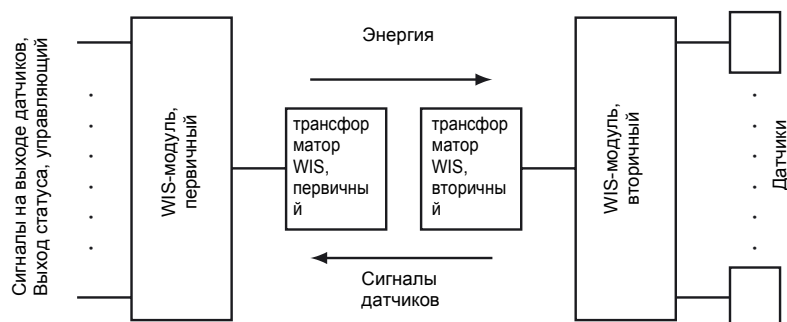 Сигналы на выходе датчиков,
Выход статуса, управляющий
WIS-модуль,
первичный
Энергия
трансфор
матор
WIS,
первичны
й
трансфор
матор
WIS,
вторичны
й
Сигналы
датчиков
WIS-модуль,
вторичный
Датчики